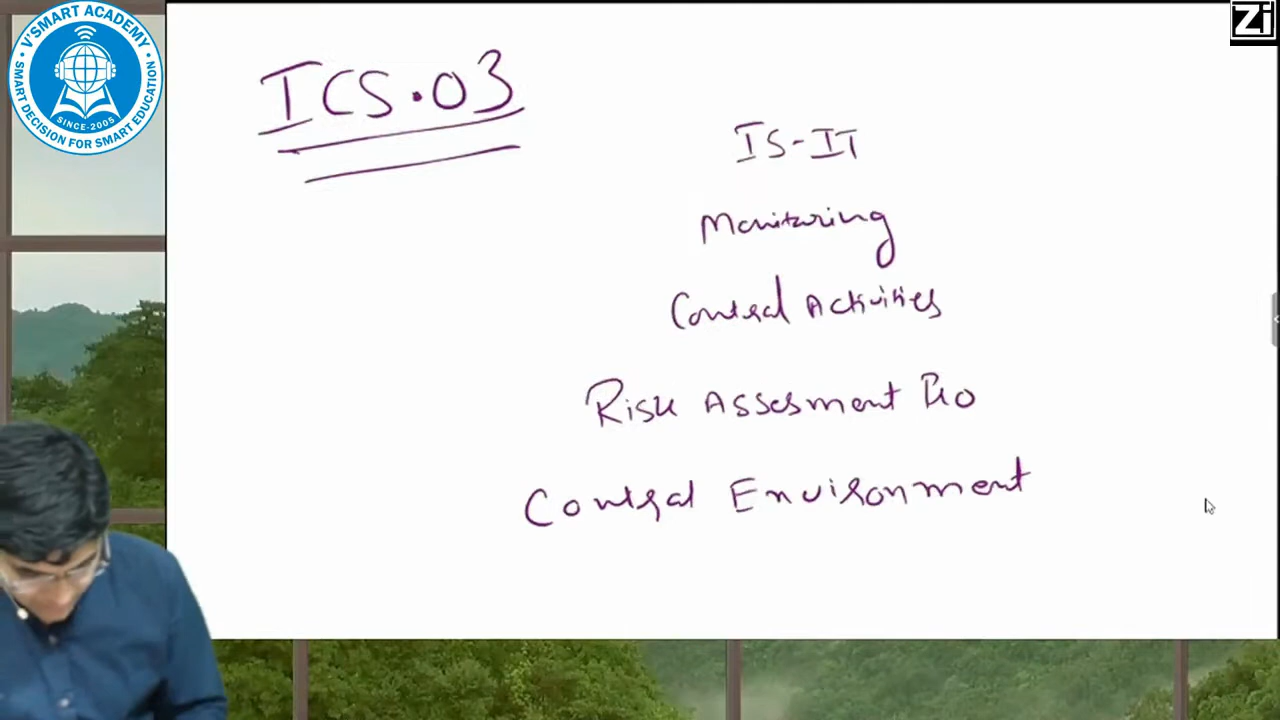 V'SMART ACADEMY
SINCE-2005
SMART DECISION FOR SMART EDUCATION
Zi
ICS.03
IS-IT
Monitoring
Control Activities
Risk Assesment Pro
Control Environment